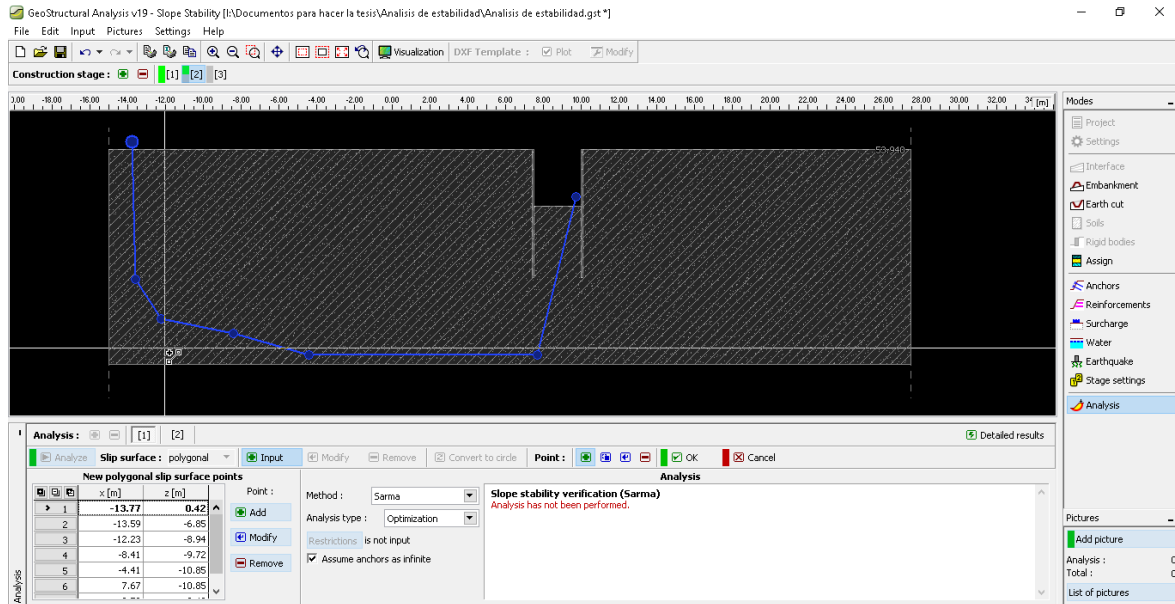 GeoStructural Analysis v19 - Slope Stability [I:\Documentos para hacer la tesis\Analisis de estabilidad\Analisis de estabilidad.gst *]
File Edit Input Pictures Settings Help
Visualization DXF Template : Plot Modify
Construction stage : [1] [2] [3]
-18.00 -16.00 -14.00 -12.00 -10.00 -8.00 -6.00 -4.00 -2.00 0.00 2.00 4.00 6.00 8.00 10.00 12.00 14.00 16.00 18.00 20.00 22.00 24.00 26.00 28.00 30.00 32.00 [m]
Modes
Project
Settings
53.940
Interface
Embankment
Earth cut
Soils
Rigid bodies
Assign
Anchors
Reinforcements
Surcharge
Water
Earthquake
Stage settings
Analysis
Analysis : [1] [2] Detailed results
Analyze Slip surface : polygonal Input Modify Remove Convert to circle Point : OK Cancel
New polygonal slip surface points
Analysis
x [m] z [m] Point :
1 -13.77 0.42
2 -13.59 -6.85
3 -12.23 -8.94
4 -8.41 -9.72
5 -4.41 -10.85
6 7.67 -10.85
Add
Modify
Remove
Method : Sarma
Analysis type : Optimization
Restrictions is not input
Assume anchors as infinite
Slope stability verification (Sarma)
Analysis has not been performed.
Analysis
Pictures
Add picture
Analysis : 0
Total : 0
List of pictures